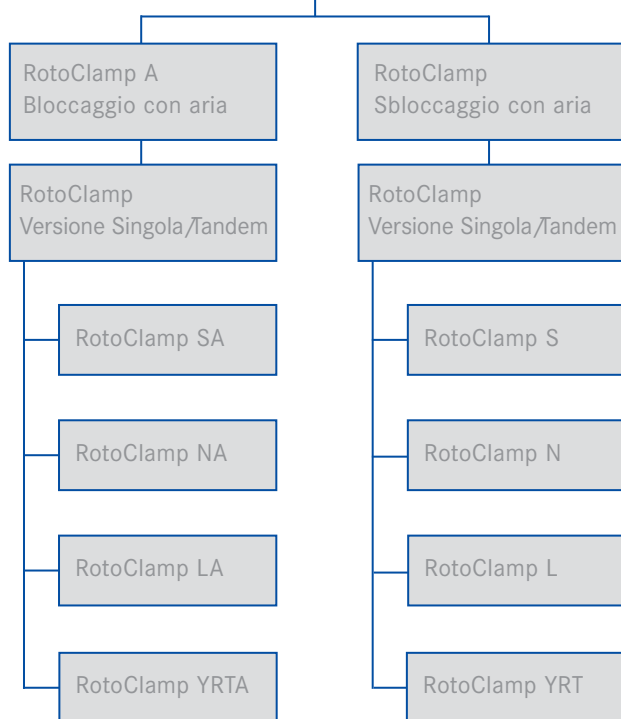 RotoClamp A
Bloccaggio con aria
RotoClamp
Versione Singola/Tandem
RotoClamp SA
RotoClamp NA
RotoClamp LA
RotoClamp YRTA
RotoClamp
Sbloccaggio con aria
RotoClamp
Versione Singola/Tandem
RotoClamp S
RotoClamp N
RotoClamp L
RotoClamp YRT